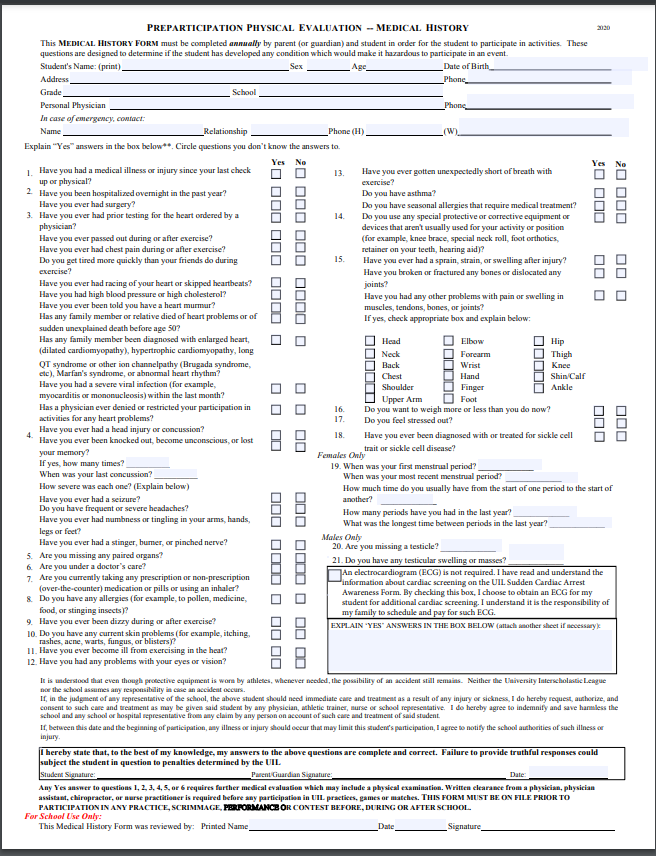 PREPARTICIPATION PHYSICAL EVALUATION -- MEDICAL HISTORY
2020
This MEDICAL HISTORY FORM must be completed annually by parent (or guardian) and student in order for the student to participate in activities. These
questions are designed to determine if the student has developed any condition which would make it hazardous to participate in an event.
Student's Name: (print) Sex Age Date of Birth
Address Phone
Grade School
Personal Physician Phone
In case of emergency, contact:
Name Relationship Phone (H) (W)
Explain “Yes” answers in the box below**. Circle questions you don’t know the answers to.
Yes No
1. Have you had a medical illness or injury since your last check
up or physical?
2. Have you been hospitalized overnight in the past year?
Have you ever had surgery?
3. Have you ever had prior testing for the heart ordered by a
physician?
Have you ever passed out during or after exercise?
Have you ever had chest pain during or after exercise?
Do you get tired more quickly than your friends do during
exercise?
Have you ever had racing of your heart or skipped heartbeats?
Have you had high blood pressure or high cholesterol?
Have you ever been told you have a heart murmur?
Has any family member or relative died of heart problems or of
sudden unexplained death before age 50?
Has any family member been diagnosed with enlarged heart,
(dilated cardiomyopathy), hypertrophic cardiomyopathy, long
QT syndrome or other ion channelpathy (Brugada syndrome,
etc), Marfan's syndrome, or abnormal heart rhythm?
Have you had a severe viral infection (for example,
myocarditis or mononucleosis) within the last month?
Has a physician ever denied or restricted your participation in
activities for any heart problems?
4. Have you ever had a head injury or concussion?
Have you ever been knocked out, become unconscious, or lost
your memory?
If yes, how many times?
When was your last concussion?
How severe was each one? (Explain below)
Have you ever had a seizure?
Do you have frequent or severe headaches?
Have you ever had numbness or tingling in your arms, hands,
legs or feet?
Have you ever had a stinger, burner, or pinched nerve?
5. Are you missing any paired organs?
6. Are you under a doctor’s care?
7. Are you currently taking any prescription or non-prescription
(over-the-counter) medication or pills or using an inhaler?
8. Do you have any allergies (for example, to pollen, medicine,
food, or stinging insects)?
9. Have you ever been dizzy during or after exercise?
10. Do you have any current skin problems (for example, itching,
rashes, acne, warts, fungus, or blisters)?
11. Have you ever become ill from exercising in the heat?
12. Have you had any problems with your eyes or vision?
Yes No
13. Have you ever gotten unexpectedly short of breath with
exercise?
Do you have asthma?
Do you have seasonal allergies that require medical treatment?
14. Do you use any special protective or corrective equipment or
devices that aren't usually used for your activity or position
(for example, knee brace, special neck roll, foot orthotics,
retainer on your teeth, hearing aid)?
15. Have you ever had a sprain, strain, or swelling after injury?
Have you broken or fractured any bones or dislocated any
joints?
Have you had any other problems with pain or swelling in
muscles, tendons, bones, or joints?
If yes, check appropriate box and explain below:
Head Elbow Hip
Neck Forearm Thigh
Back Wrist Knee
Chest Hand Shin/Calf
Shoulder Finger Ankle
Upper Arm Foot
16. Do you want to weigh more or less than you do now?
17. Do you feel stressed out?
18. Have you ever been diagnosed with or treated for sickle cell
trait or sickle cell disease?
Females Only
19. When was your first menstrual period?
When was your most recent menstrual period?
How much time do you usually have from the start of one period to the start of
another?
How many periods have you had in the last year?
What was the longest time between periods in the last year?
Males Only
20. Are you missing a testicle?
21. Do you have any testicular swelling or masses?
An electrocardiogram (ECG) is not required. I have read and understand the
information about cardiac screening on the UIL Sudden Cardiac Arrest
Awareness Form. By checking this box, I choose to obtain an ECG for my
student for additional cardiac screening. I understand it is the responsibility of
my family to schedule and pay for such ECG.
EXPLAIN ‘YES’ ANSWERS IN THE BOX BELOW (attach another sheet if necessary):
It is understood that even though protective equipment is worn by athletes, whenever needed, the possibility of an accident still remains. Neither the University Interscholastic League
nor the school assumes any responsibility in case an accident occurs.
If, in the judgment of any representative of the school, the above student should need immediate care and treatment as a result of any injury or sickness, I do hereby request, authorize, and
consent to such care and treatment as may be given said student by any physician, athletic trainer, nurse or school representative. I do hereby agree to indemnify and save harmless the
school and any school or hospital representative from any claim by any person on account of such care and treatment of said student.
If, between this date and the beginning of participation, any illness or injury should occur that may limit this student's participation, I agree to notify the school authorities of such illness or
injury.
I hereby state that, to the best of my knowledge, my answers to the above questions are complete and correct. Failure to provide truthful responses could
subject the student in question to penalties determined by the UIL
Student Signature: Parent/Guardian Signature: Date:
Any Yes answer to questions 1, 2, 3, 4, 5, or 6 requires further medical evaluation which may include a physical examination. Written clearance from a physician, physician
assistant, chiropractor, or nurse practitioner is required before any participation in UIL practices, games or matches. THIS FORM MUST BE ON FILE PRIOR TO
PARTICIPATION IN ANY PRACTICE, SCRIMMAGE, PERFORMANCE OR CONTEST BEFORE, DURING OR AFTER SCHOOL.
For School Use Only:
This Medical History Form was reviewed by: Printed Name Date Signature